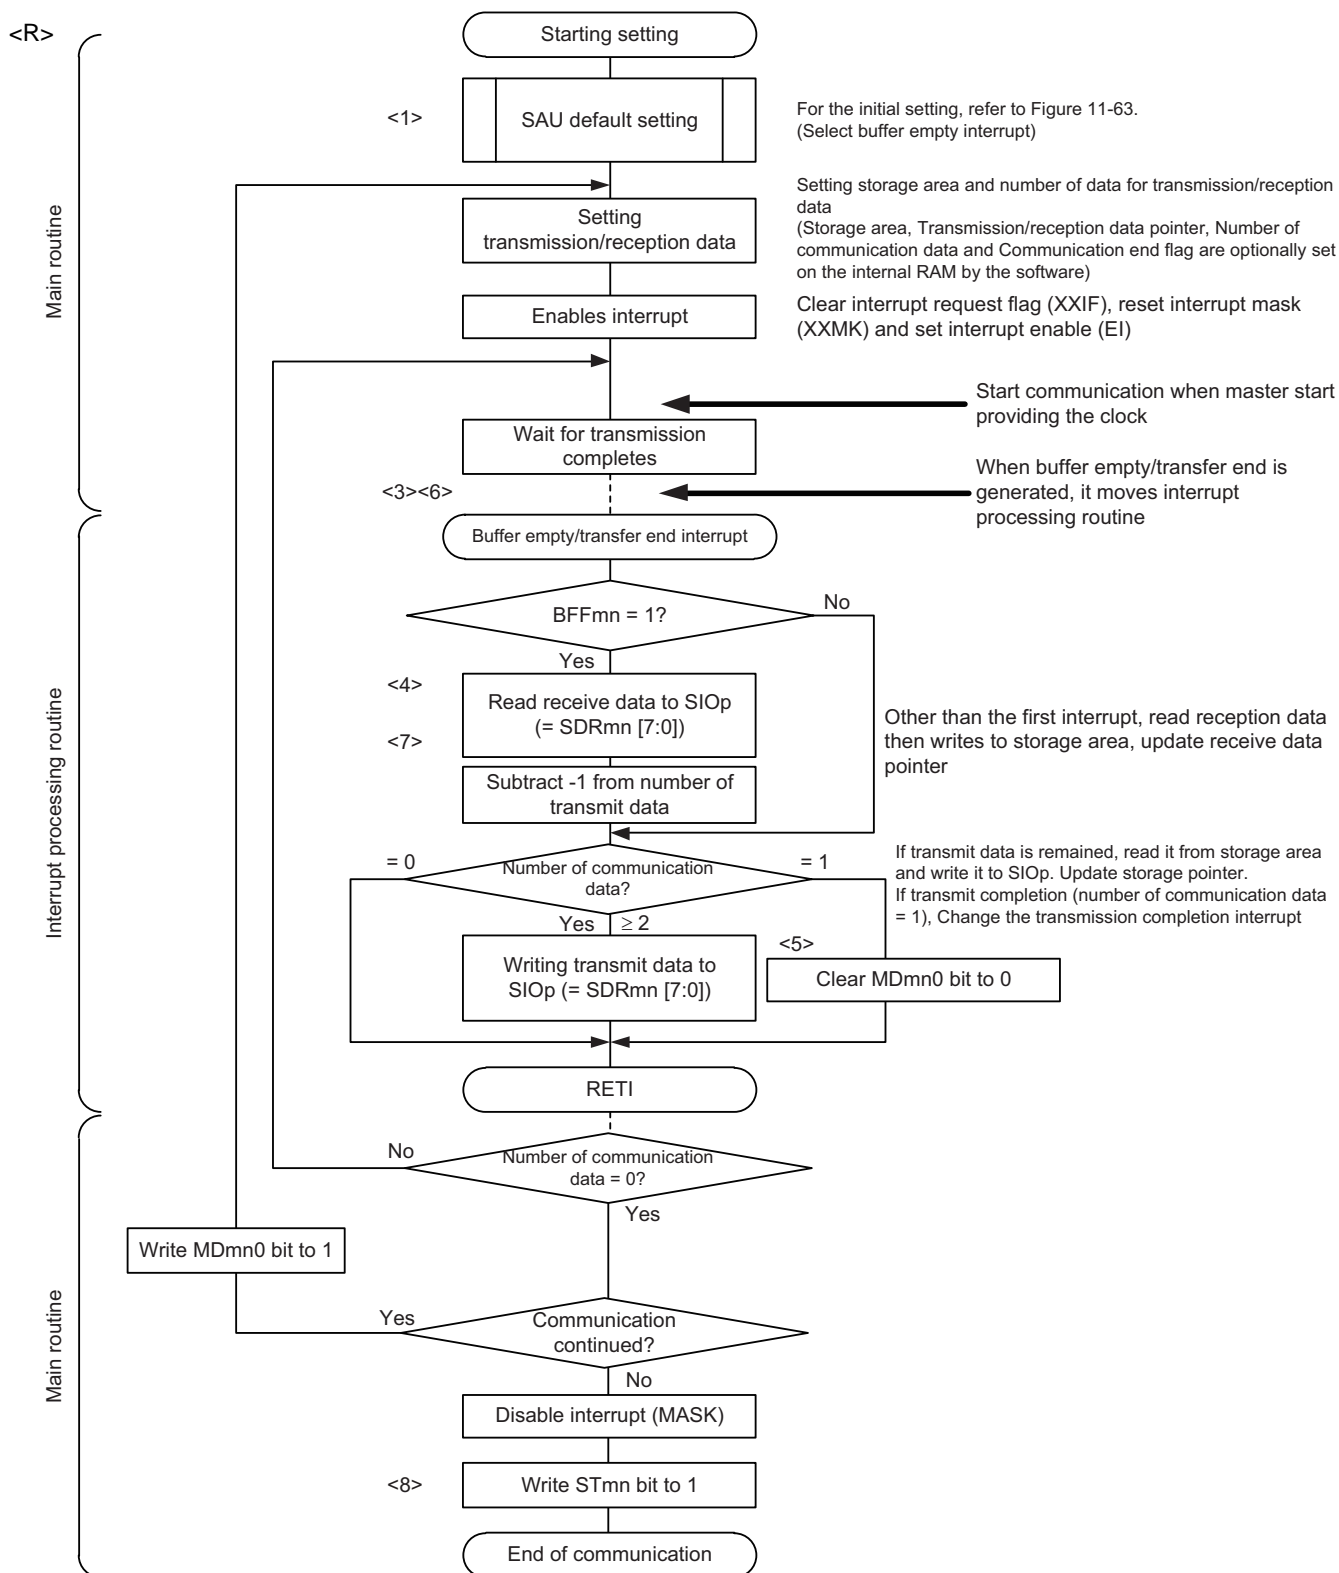 <R>
Starting setting
<1>
SAU default setting
For the initial setting, refer to Figure 11-63.
(Select buffer empty interrupt)
Main routine
Setting
transmission/reception data
Setting storage area and number of data for transmission/reception
data
(Storage area, Transmission/reception data pointer, Number of
communication data and Communication end flag are optionally set
on the internal RAM by the software)
Enables interrupt
Clear interrupt request flag (XXIF), reset interrupt mask
(XXMK) and set interrupt enable (EI)
Start communication when master start
providing the clock
Wait for transmission
completes
<3><6>
When buffer empty/transfer end is
generated, it moves interrupt
processing routine
Interrupt processing routine
Buffer empty/transfer end interrupt
BFFmn = 1?
No
Yes
<4>
<7>
Read receive data to SIOp
(= SDRmn [7:0])
Other than the first interrupt, read reception data
then writes to storage area, update receive data
pointer
Subtract -1 from number of
transmit data
= 0
Number of communication
data?
= 1
If transmit data is remained, read it from storage area
and write it to SIOp. Update storage pointer.
If transmit completion (number of communication data
= 1), Change the transmission completion interrupt
Yes ≥ 2
<5>
Writing transmit data to
SIOp (= SDRmn [7:0])
Clear MDmn0 bit to 0
RETI
Main routine
No
Number of communication
data = 0?
Yes
Write MDmn0 bit to 1
Yes
Communication
continued?
No
Disable interrupt (MASK)
<8>
Write STmn bit to 1
End of communication